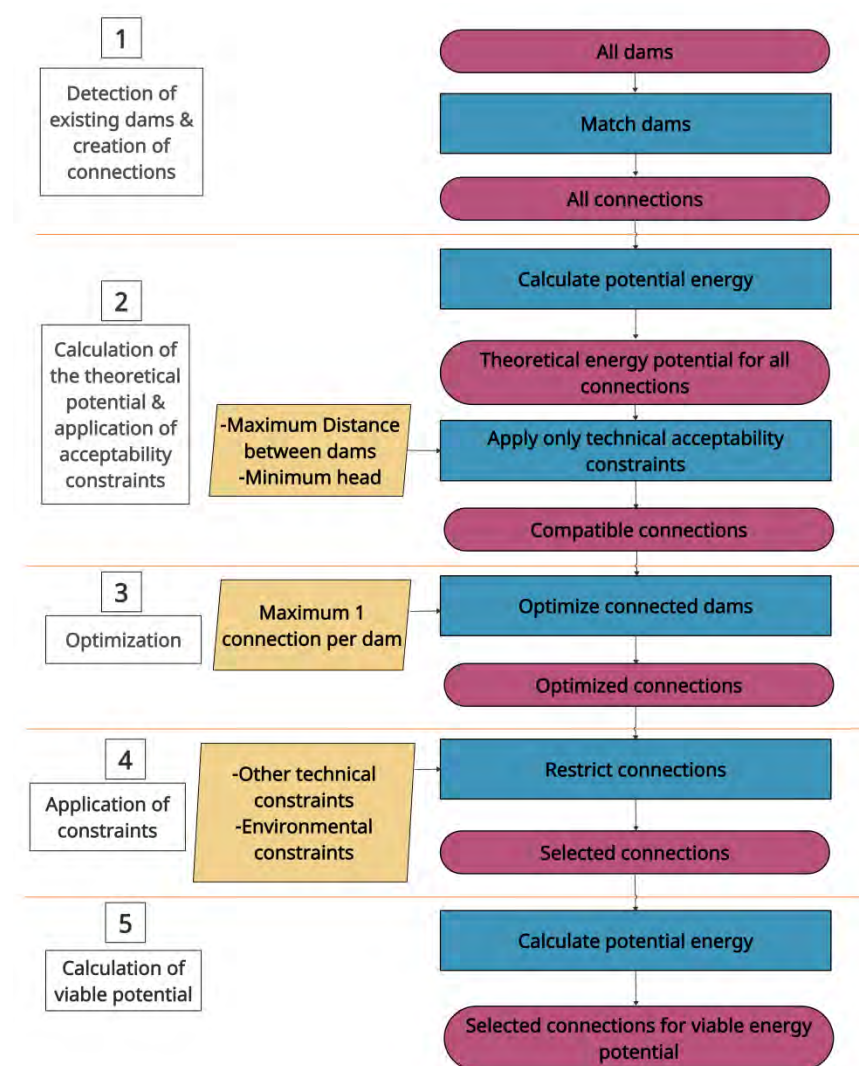 1
Detection of
existing dams &
creation of
connections
All dams
Match dams
All connections
2
Calculation of
the theoretical
potential &
application of
acceptability
constraints
Calculate potential energy
Theoretical energy potential for all
connections
-Maximum Distance
between dams
-Minimum head
Apply only technical acceptability
constraints
Compatible connections
3
Optimization
Maximum 1
connection per dam
Optimize connected dams
Optimized connections
4
Application of
constraints
-Other technical
constraints
-Environmental
constraints
Restrict connections
Selected connections
5
Calculation of
viable potential
Calculate potential energy
Selected connections for viable energy
potential